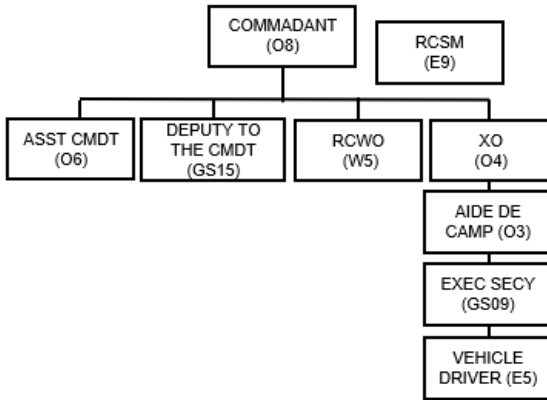 COMMADANT
(O8)
RCSM
(E9)
ASST CMDT
(O6)
DEPUTY TO
THE CMDT
(GS15)
RCWO
(W5)
XO
(O4)
AIDE DE
CAMP (O3)
EXEC SECY
(GS09)
VEHICLE
DRIVER (E5)